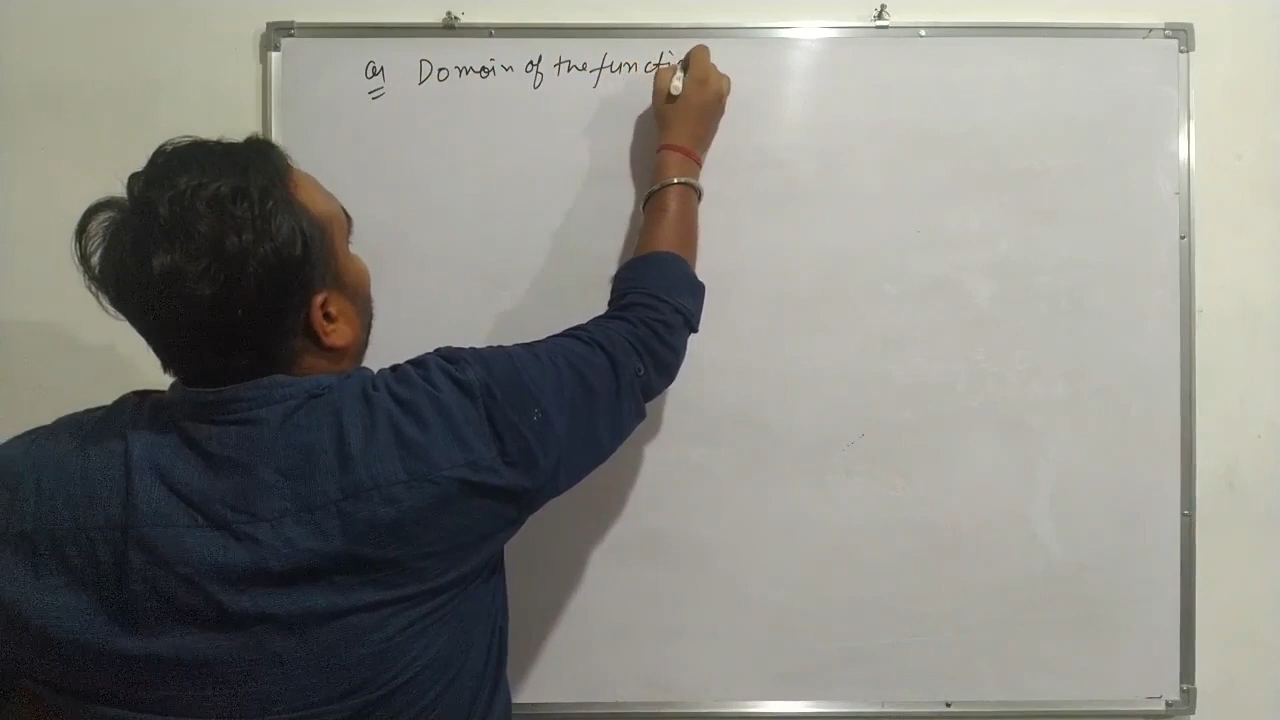 Q Domain of the functi